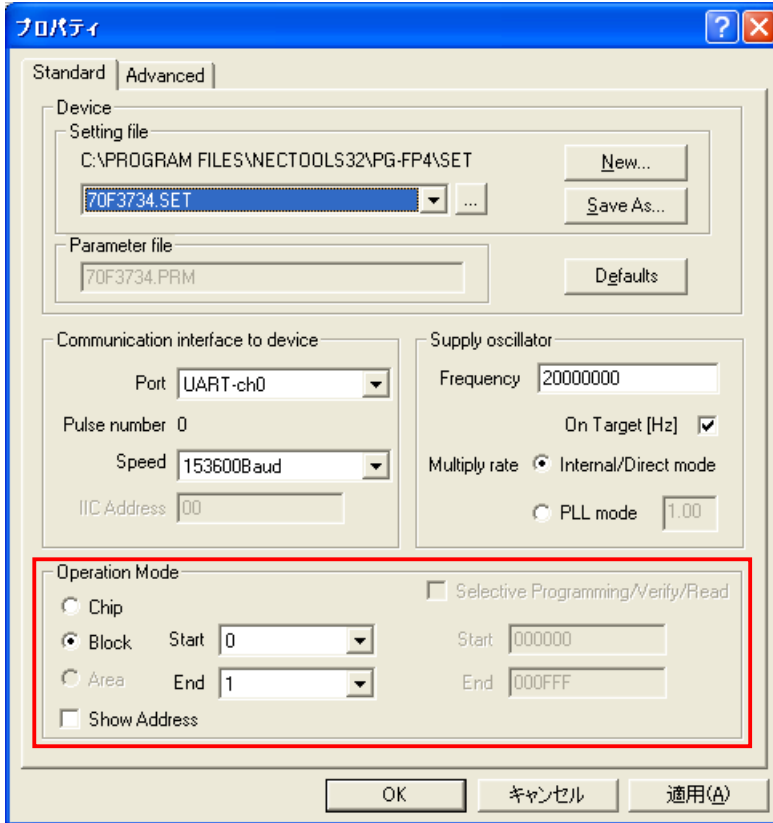 プロパティ
Standard
Advanced
Device
Setting file
C:\PROGRAM FILES\NECTOOLS32\PG-FP4\SET
New...
70F3734.SET
...
Save As...
Parameter file
70F3734.PRM
Defaults
Communication interface to device
Port UART-ch0
Pulse number 0
Speed 153600Baud
IIC Address 00
Supply oscillator
Frequency 20000000
On Target [Hz]
Multiply rate Internal/Direct mode
PLL mode 1.00
Operation Mode
Chip
Block Start 0
Area End 1
Show Address
Selective Programming/Verify/Read
Start 000000
End 000FFF
OK
キャンセル
適用(A)